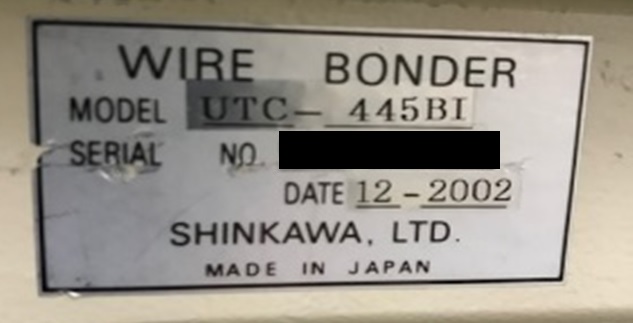 WIRE BONDER
MODEL UTC- 445BI
SERIAL NO.
DATE 12-2002
SHINKAWA, LTD.
MADE IN JAPAN